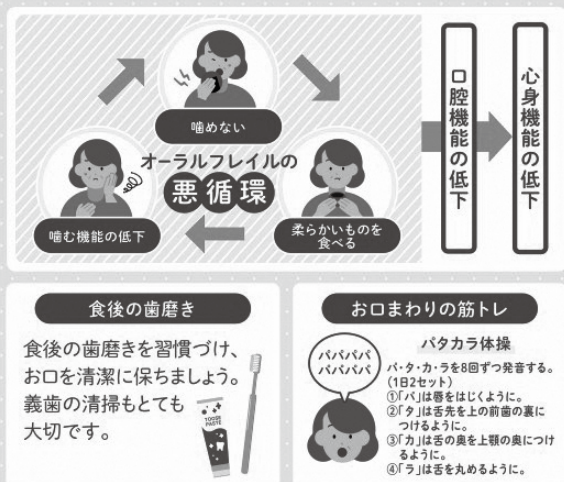 噛めない
オーラルフレイルの
悪循環
噛む機能の低下
柔らかいものを
食べる
口腔機能の低下
心身機能の低下
食後の歯磨き
食後の歯磨きを習慣づけ、
お口を清潔に保ちましょう。
義歯の清掃もとても
大切です。
TOOTH
PASTE
お口まわりの筋トレ
パタカラ体操
パパパパ
パパパパ
パ・タ・カ・ラを8回ずつ発音する。
(1日2セット)
①「パ」は唇をはじくように。
②「タ」は舌先を上の前歯の裏に
つけるように。
③「カ」は舌の奥を上顎の奥につけ
るように。
④「ラ」は舌を丸めるように。